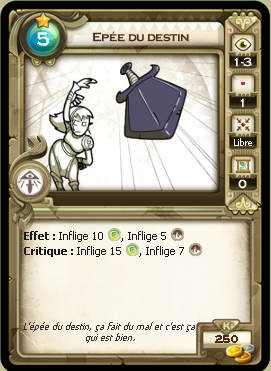 5
EPÉE DU DESTIN
1-3
1
Libre
0
Effet : Inflige 10 , Inflige 5
Critique : Inflige 15 , Inflige 7
L'épée du destin, ça fait du mal et c'est ça
qui est bien.
K
250